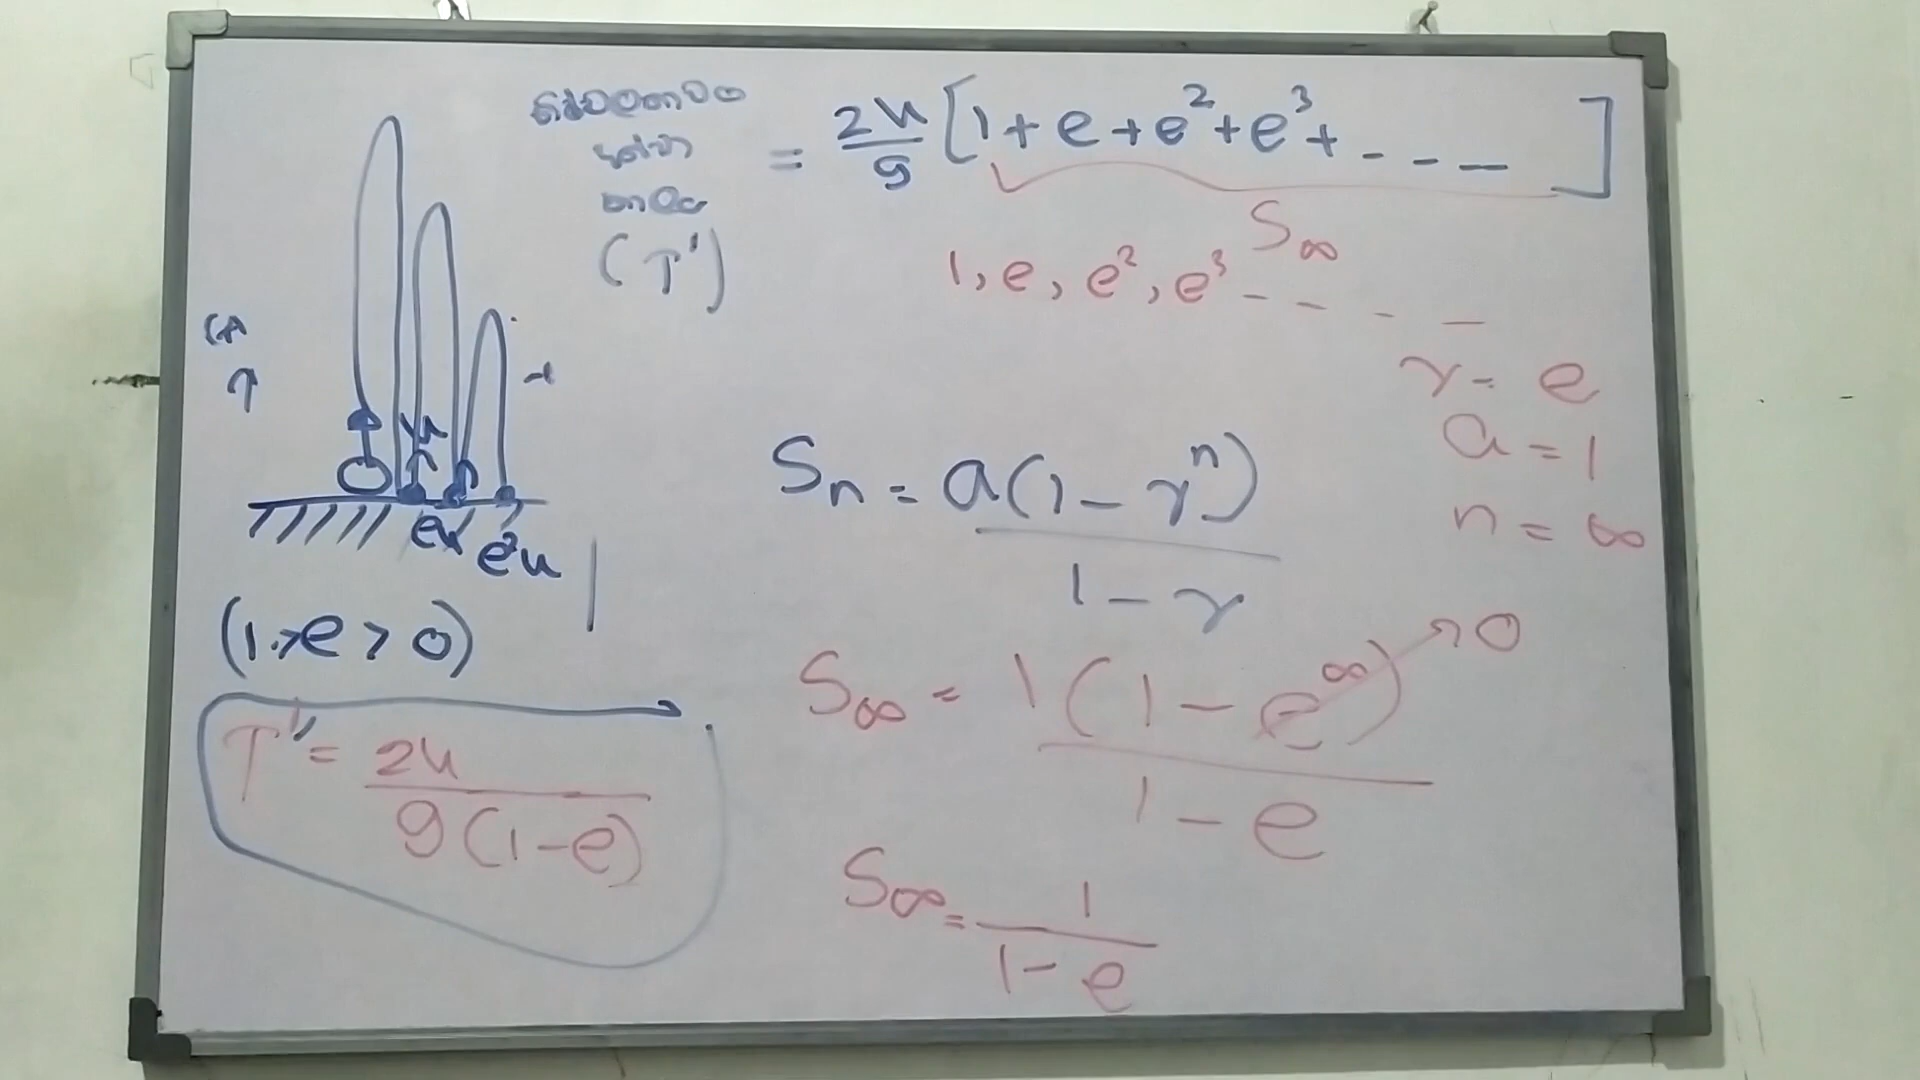 = 2u/g [1 + e + e² + e³ + - - - ]
(T')
S∞
1, e, e², e³ - - - -
r = e
a = 1
n = ∞
u
eu
e²u
Sn = a(1 - rⁿ) / 1 - r
(1 > e > 0)
S∞ = 1(1 - e^∞) / 1 - e
0
T' = 2u / g(1-e)
S∞ = 1 / 1 - e